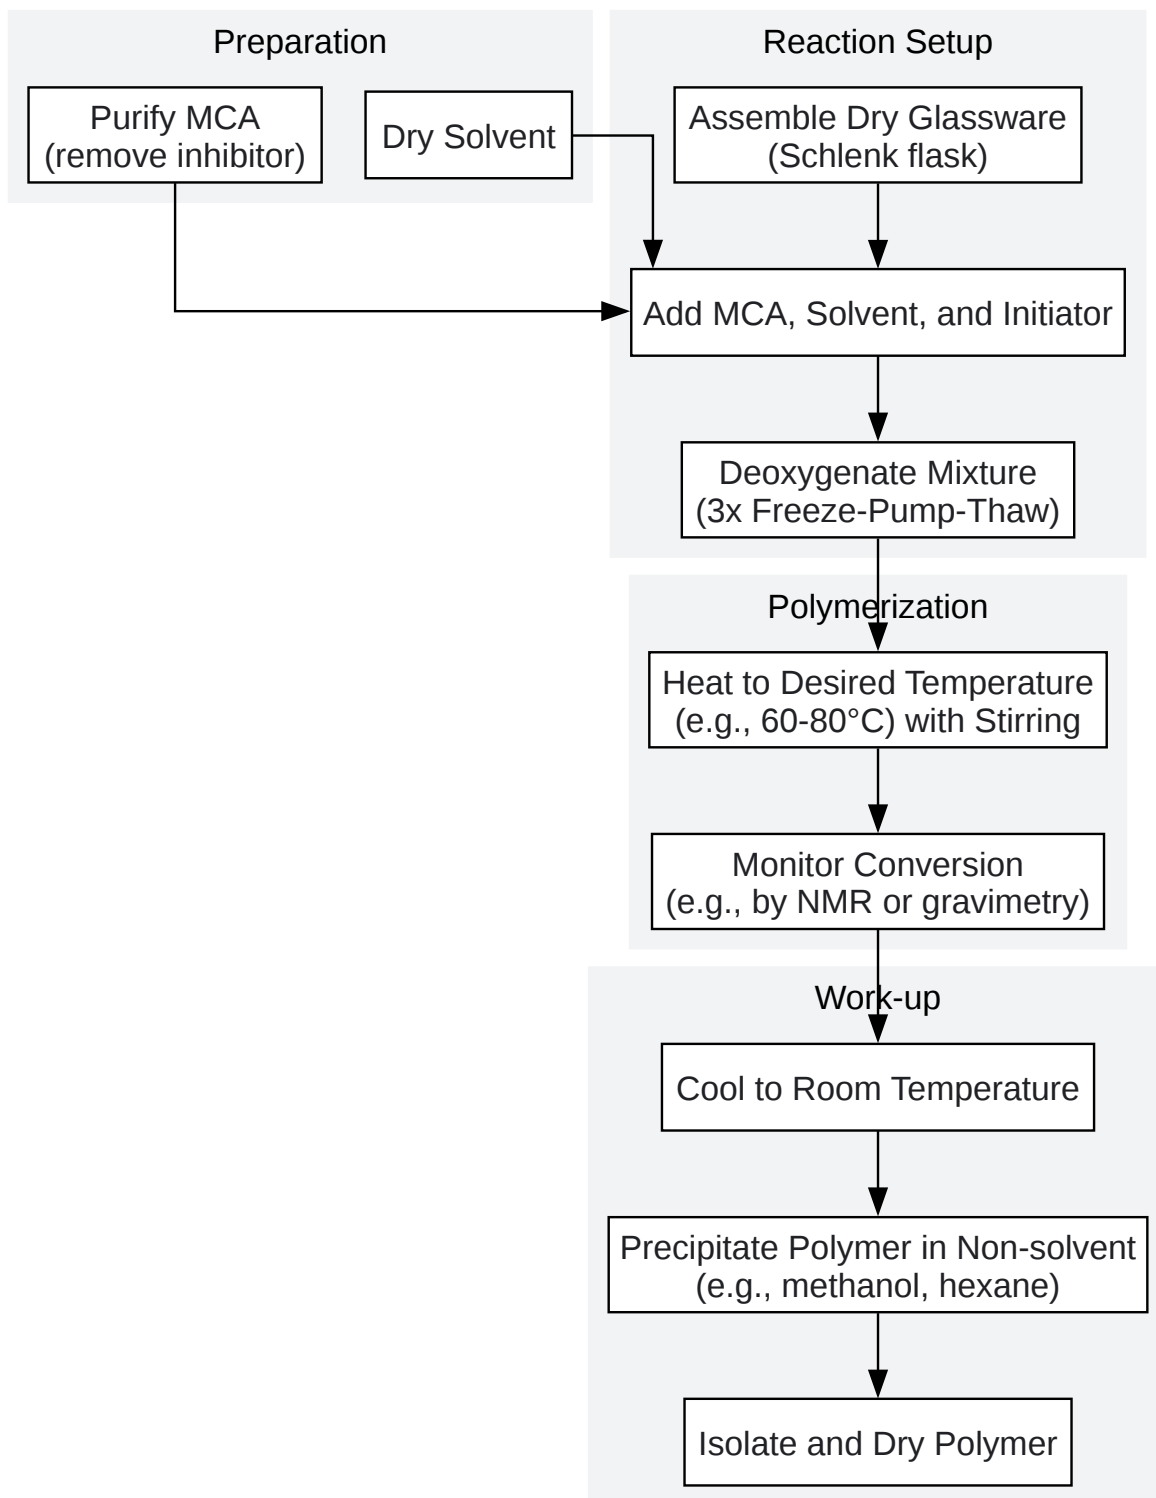 Preparation
Purify MCA
(remove inhibitor)
Dry Solvent
Reaction Setup
Assemble Dry Glassware
(Schlenk flask)
Add MCA, Solvent, and Initiator
Deoxygenate Mixture
(3x Freeze-Pump-Thaw)
Polymerization
Heat to Desired Temperature
(e.g., 60-80°C) with Stirring
Monitor Conversion
(e.g., by NMR or gravimetry)
Work-up
Cool to Room Temperature
Precipitate Polymer in Non-solvent
(e.g., methanol, hexane)
Isolate and Dry Polymer